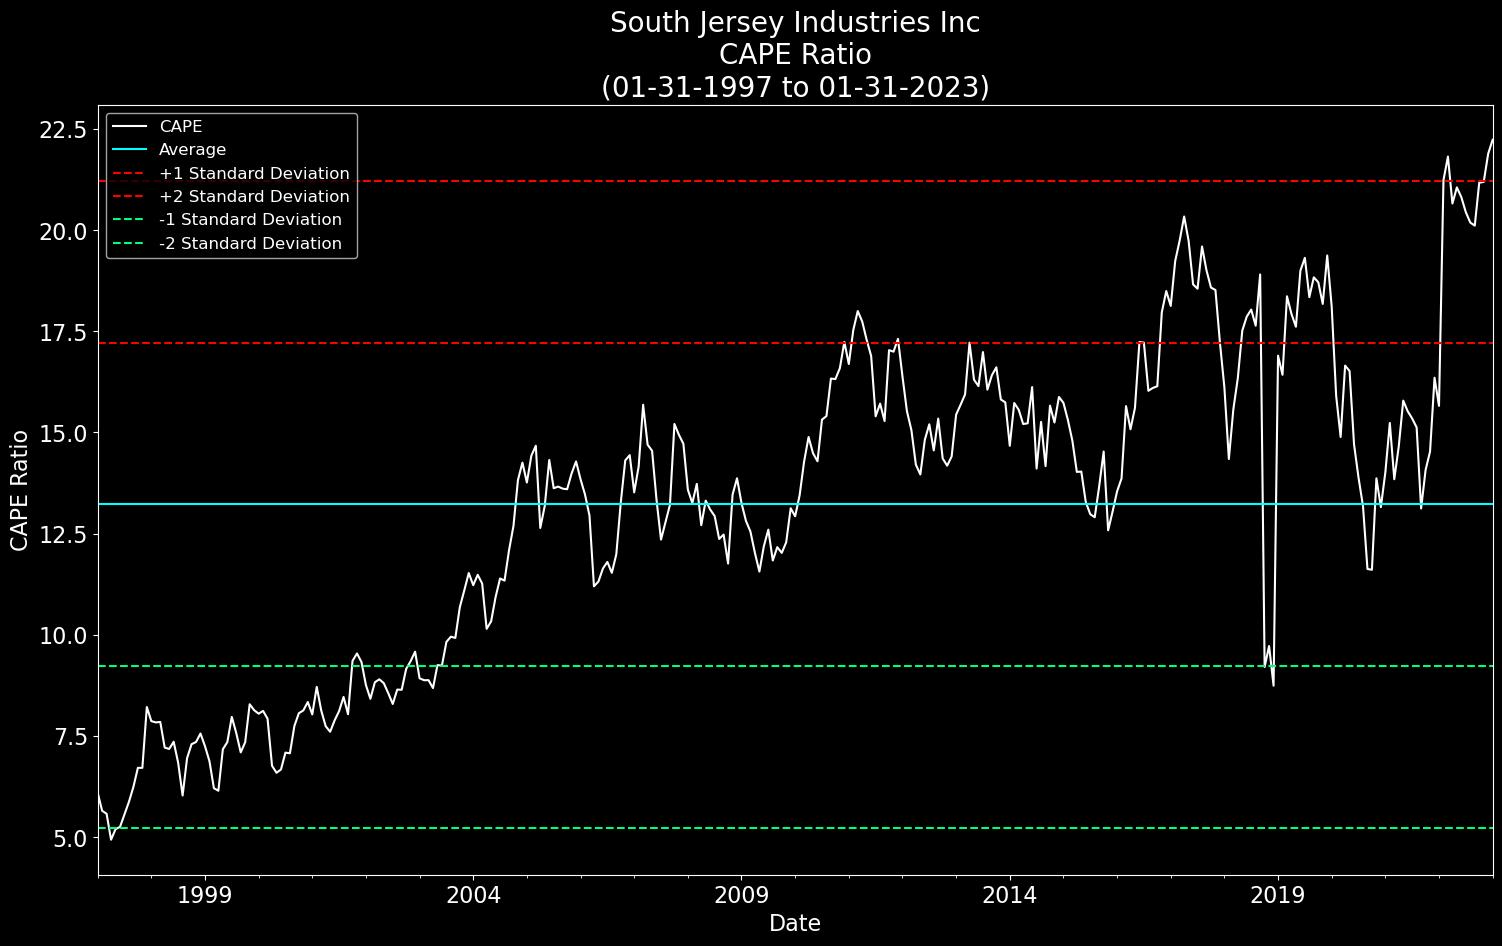 South Jersey Industries Inc
CAPE Ratio
(01-31-1997 to 01-31-2023)
CAPE
Average
+1 Standard Deviation
+2 Standard Deviation
-1 Standard Deviation
-2 Standard Deviation
CAPE Ratio
22.5
20.0
17.5
15.0
12.5
10.0
7.5
5.0
1999
2004
2009
2014
2019
Date